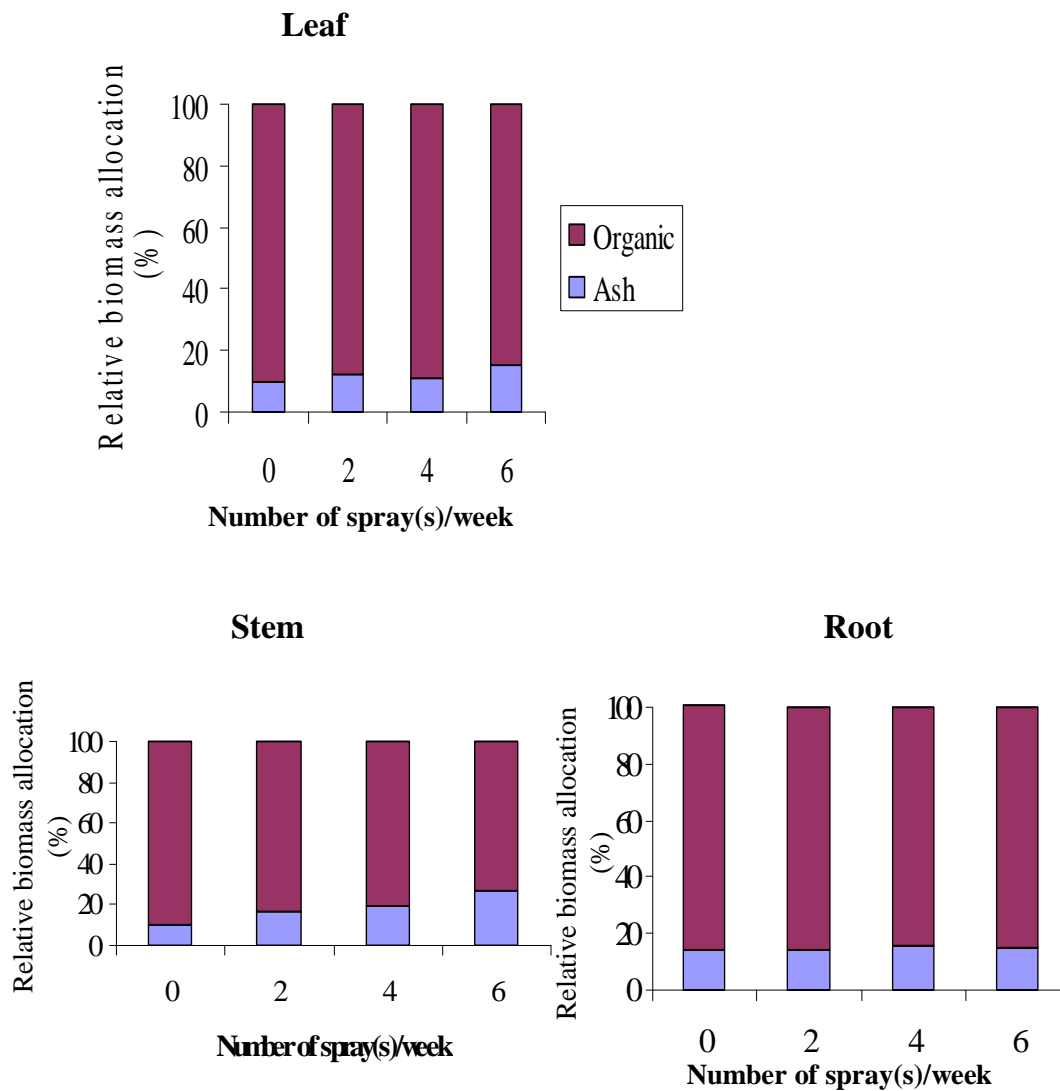 Leaf
Relative biomass allocation
(%)
100
80
60
40
20
0
0 2 4 6
Number of spray(s)/week
Organic
Ash
Stem
Relative biomass allocation
(%)
100
80
60
40
20
0
0 2 4 6
Number of spray(s)/week
Root
Relative biomass allocation
(%)
100
80
60
40
20
0
0 2 4 6
Number of spray(s)/week